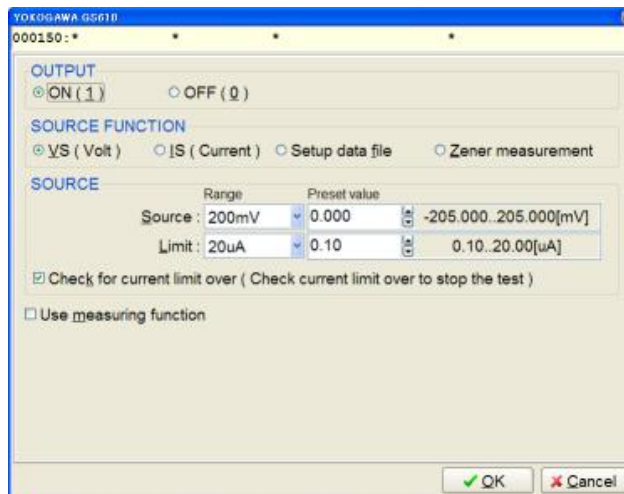 YOKOGAWA GS610
000150:* * * *
OUTPUT
ON ( 1 ) OFF ( 0 )
SOURCE FUNCTION
VS ( Volt ) IS ( Current ) Setup data file Zener measurement
SOURCE
Range Preset value
Source : 200mV 0.000 -205.000..205.000[mV]
Limit : 20uA 0.10 0.10..20.00[uA]
Check for current limit over ( Check current limit over to stop the test )
Use measuring function
OK Cancel